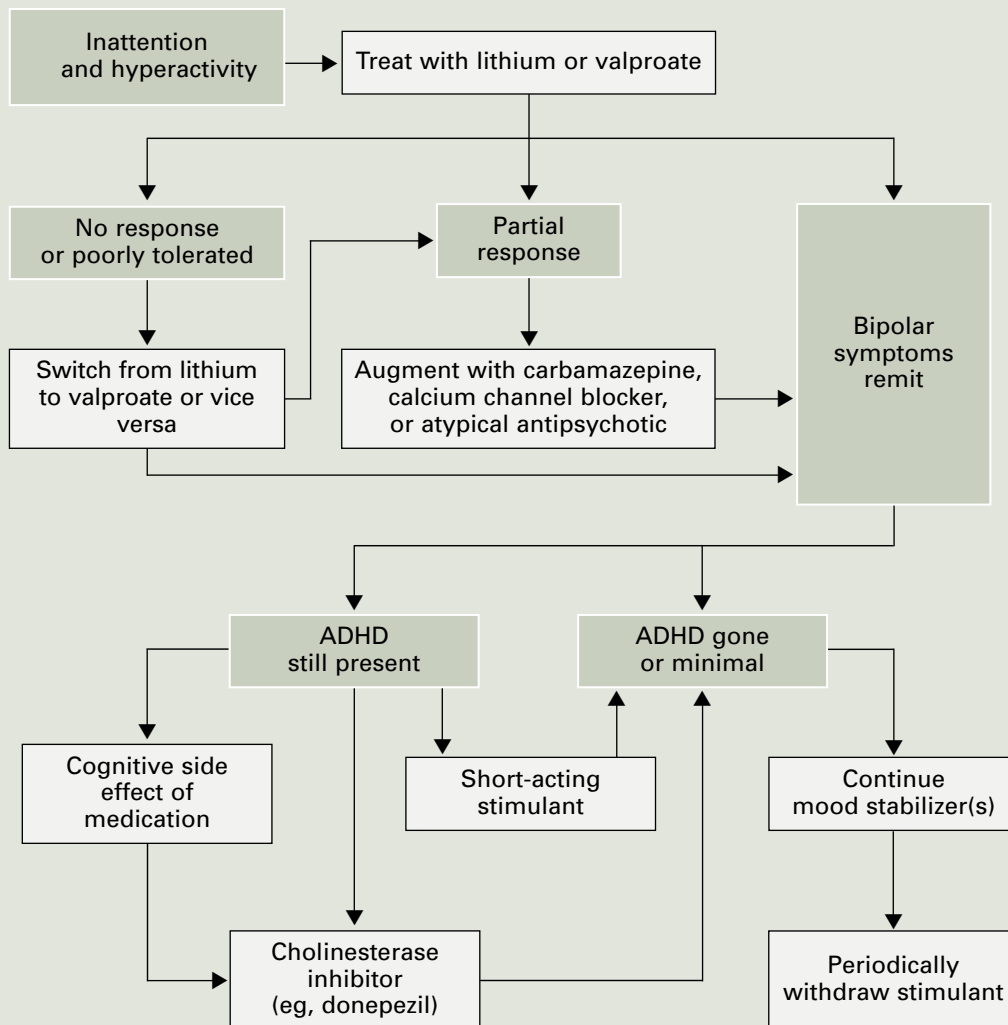 Inattention
and hyperactivity
Treat with lithium or valproate
No response
or poorly tolerated
Partial
response
Bipolar
symptoms
remit
Switch from lithium
to valproate or vice
versa
Augment with carbamazepine,
calcium channel blocker,
or atypical antipsychotic
ADHD
still present
ADHD gone
or minimal
Cognitive side
effect of
medication
Short-acting
stimulant
Continue
mood stabilizer(s)
Cholinesterase
inhibitor
(eg, donepezil)
Periodically
withdraw stimulant